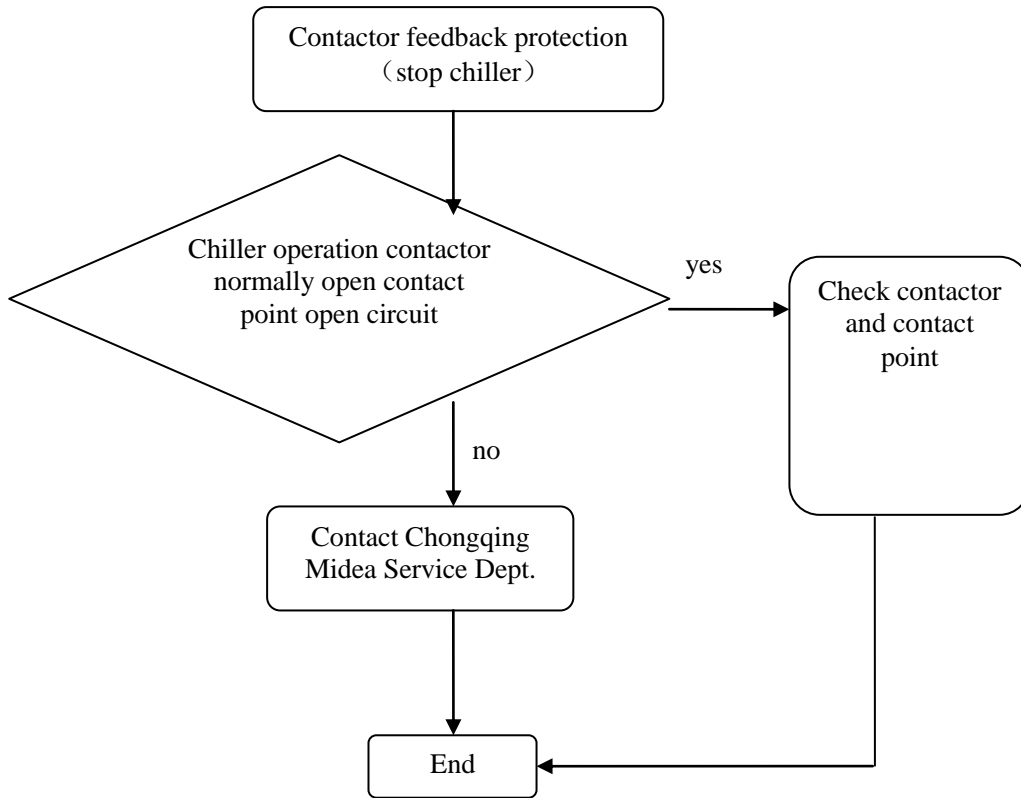 Contactor feedback protection
（stop chiller）
Chiller operation contactor
normally open contact
point open circuit
yes
Check contactor
and contact
point
no
Contact Chongqing
Midea Service Dept.
End